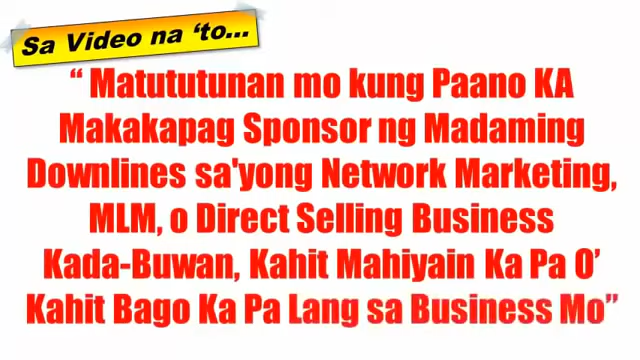 Sa Video na ‘to...
“ Matututunan mo kung Paano KA
Makakapag Sponsor ng Madaming
Downlines sa'yong Network Marketing,
MLM, o Direct Selling Business
Kada-Buwan, Kahit Mahiyain Ka Pa O’
Kahit Bago Ka Pa Lang sa Business Mo”